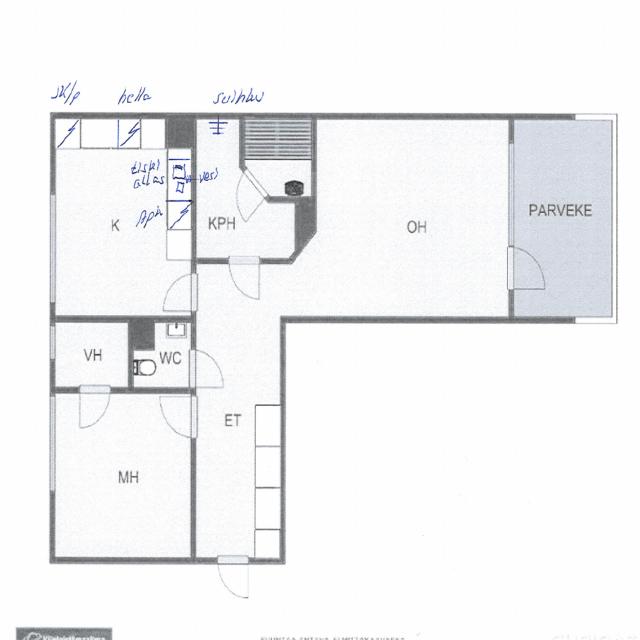 JK/p
hella
suihku
tiski
allas
vesi
Apk
K
KPH
OH
PARVEKE
VH
WC
ET
MH